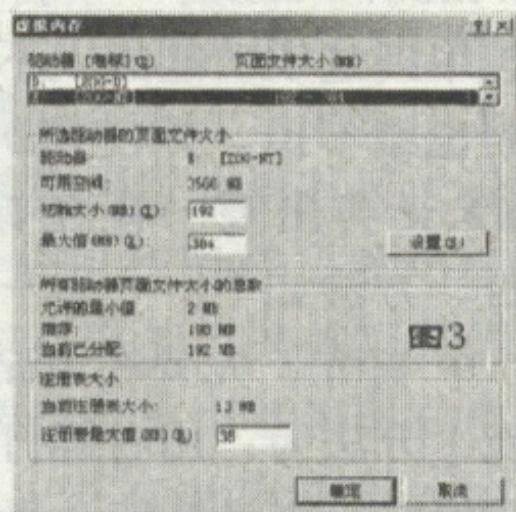 虚拟内存
驱动器 [卷标](D) 页面文件大小(MB)
D:
192 - 384
所选驱动器的页面文件大小
驱动器:
可用空间: MB
初始大小(MB)(I): 192
最大值(MB)(X): 384
设置(S)
所有驱动器页面文件大小的总数
允许的最小值: 2 MB
推荐: 190 MB
当前已分配: 192 MB
图3
注册表大小
当前注册表大小: 13 MB
注册表最大值(MB)(R):
确定 取消